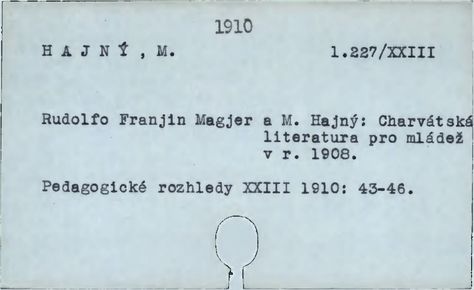 1910
H A J N Ý , M. 1.227/XXIII
Rudolfo Franjin Magjer a M. Hajný: Charvátská
literatura pro mládež
v r. 1908.
Pedagogické rozhledy XXIII 1910: 43-46.